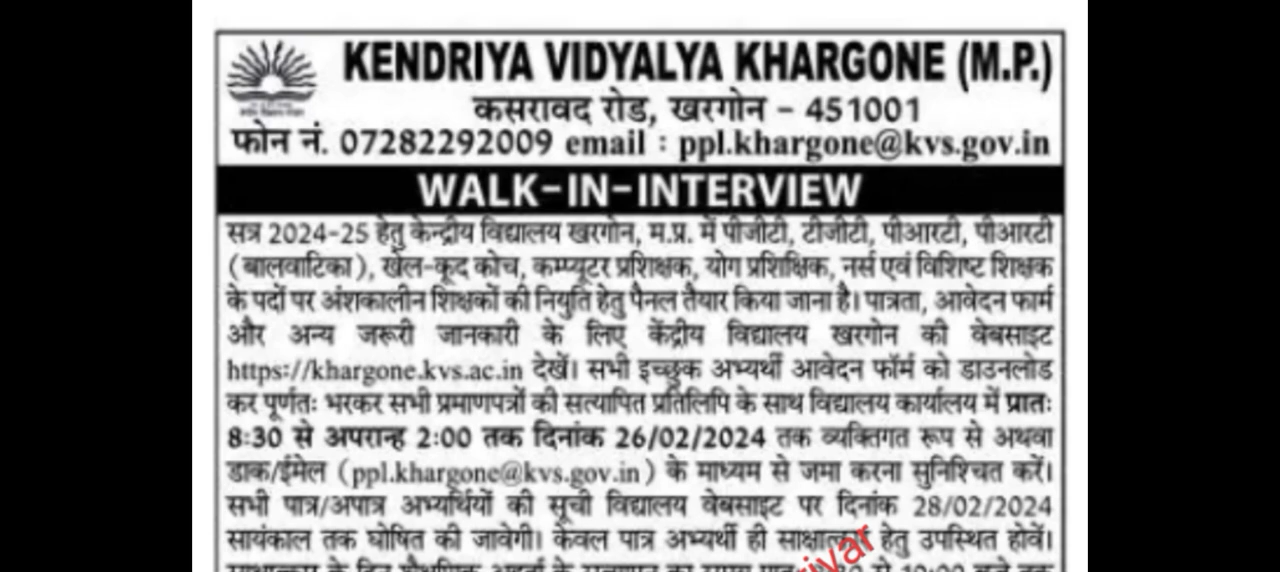 KENDRIYA VIDYALYA KHARGONE (M.P.)
कसरावद रोड, खरगोन - 451001
फोन नं. 07282292009 email : ppl.khargone@kvs.gov.in
WALK-IN-INTERVIEW
सत्र 2024-25 हेतु केन्द्रीय विद्यालय खरगोन, म.प्र. में पीजीटी, टीजीटी, पीआरटी, पीआरटी
(बालवाटिका), खेल-कूद कोच, कम्प्यूटर प्रशिक्षक, योग प्रशिक्षिक, नर्स एवं विशिष्ट शिक्षक
के पदों पर अंशकालीन शिक्षकों की नियुति हेतु पैनल तैयार किया जाना है। पात्रता, आवेदन फार्म
और अन्य जरूरी जानकारी के लिए केंद्रीय विद्यालय खरगोन की वेबसाइट
https://khargone.kvs.ac.in देखें। सभी इच्छुक अभ्यर्थी आवेदन फॉर्म को डाउनलोड
कर पूर्णतः भरकर सभी प्रमाणपत्रों की सत्यापित प्रतिलिपि के साथ विद्यालय कार्यालय में प्रातः
8:30 से अपरान्ह 2:00 तक दिनांक 26/02/2024 तक व्यक्तिगत रूप से अथवा
डाक/ईमेल (ppl.khargone@kvs.gov.in) के माध्यम से जमा करना सुनिश्चित करें।
सभी पात्र/अपात्र अभ्यर्थियों की सूची विद्यालय वेबसाइट पर दिनांक 28/02/2024
सायंकाल तक घोषित की जावेगी। केवल पात्र अभ्यर्थी ही हेतु उपस्थित होवें।